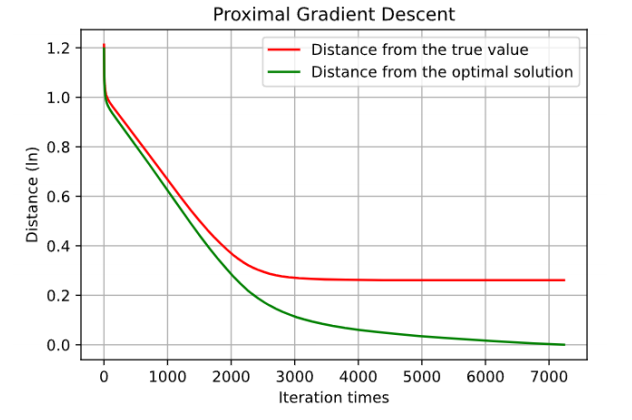 Proximal Gradient Descent
Distance from the true value
Distance from the optimal solution
Distance (ln)
1.2
1.0
0.8
0.6
0.4
0.2
0.0
0 1000 2000 3000 4000 5000 6000 7000
Iteration times